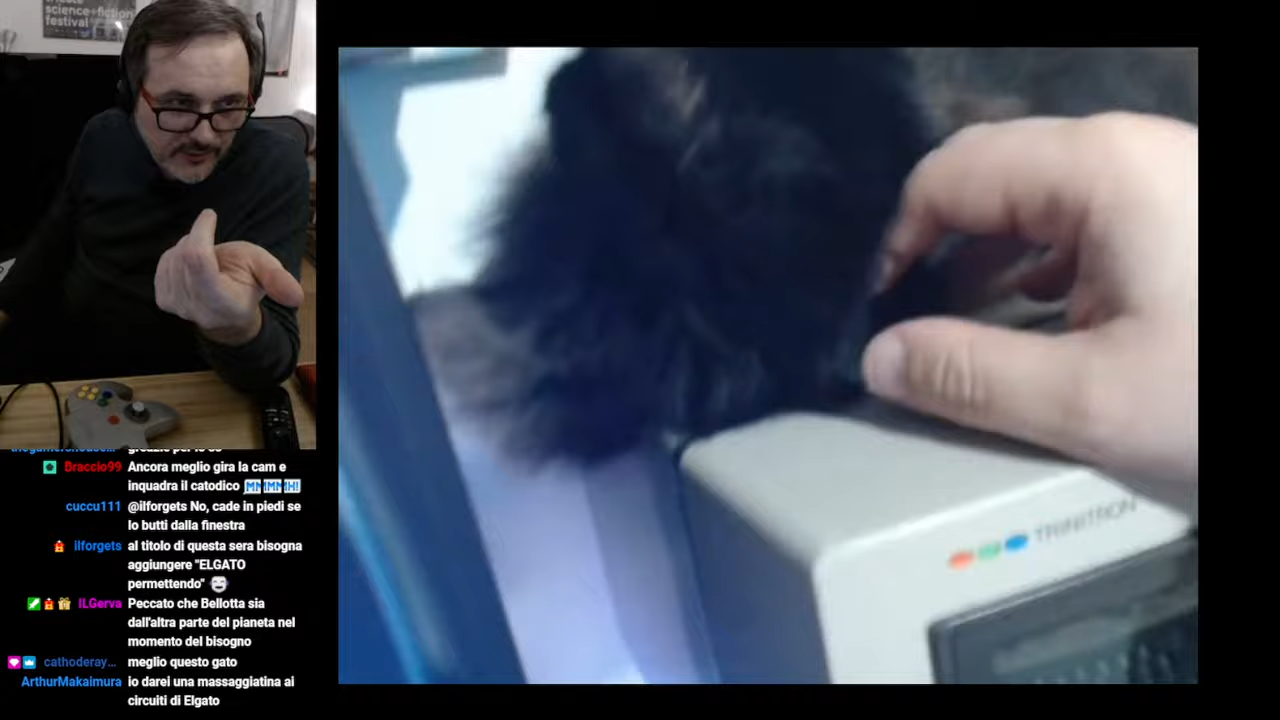 science+fiction
festival
Braccio99 Ancora meglio gira la cam e
inquadra il catodico
cuccu111 @ilforgets No, cade in piedi se
lo butti dalla finestra
ilforgets al titolo di questa sera bisogna
aggiungere "ELGATO
permettendo"
ILGerva Peccato che Bellotta sia
dall'altra parte del pianeta nel
momento del bisogno
cathoderay... meglio questo gato
ArthurMakaimura io darei una massaggiatina ai
circuiti di Elgato
TRINITRON